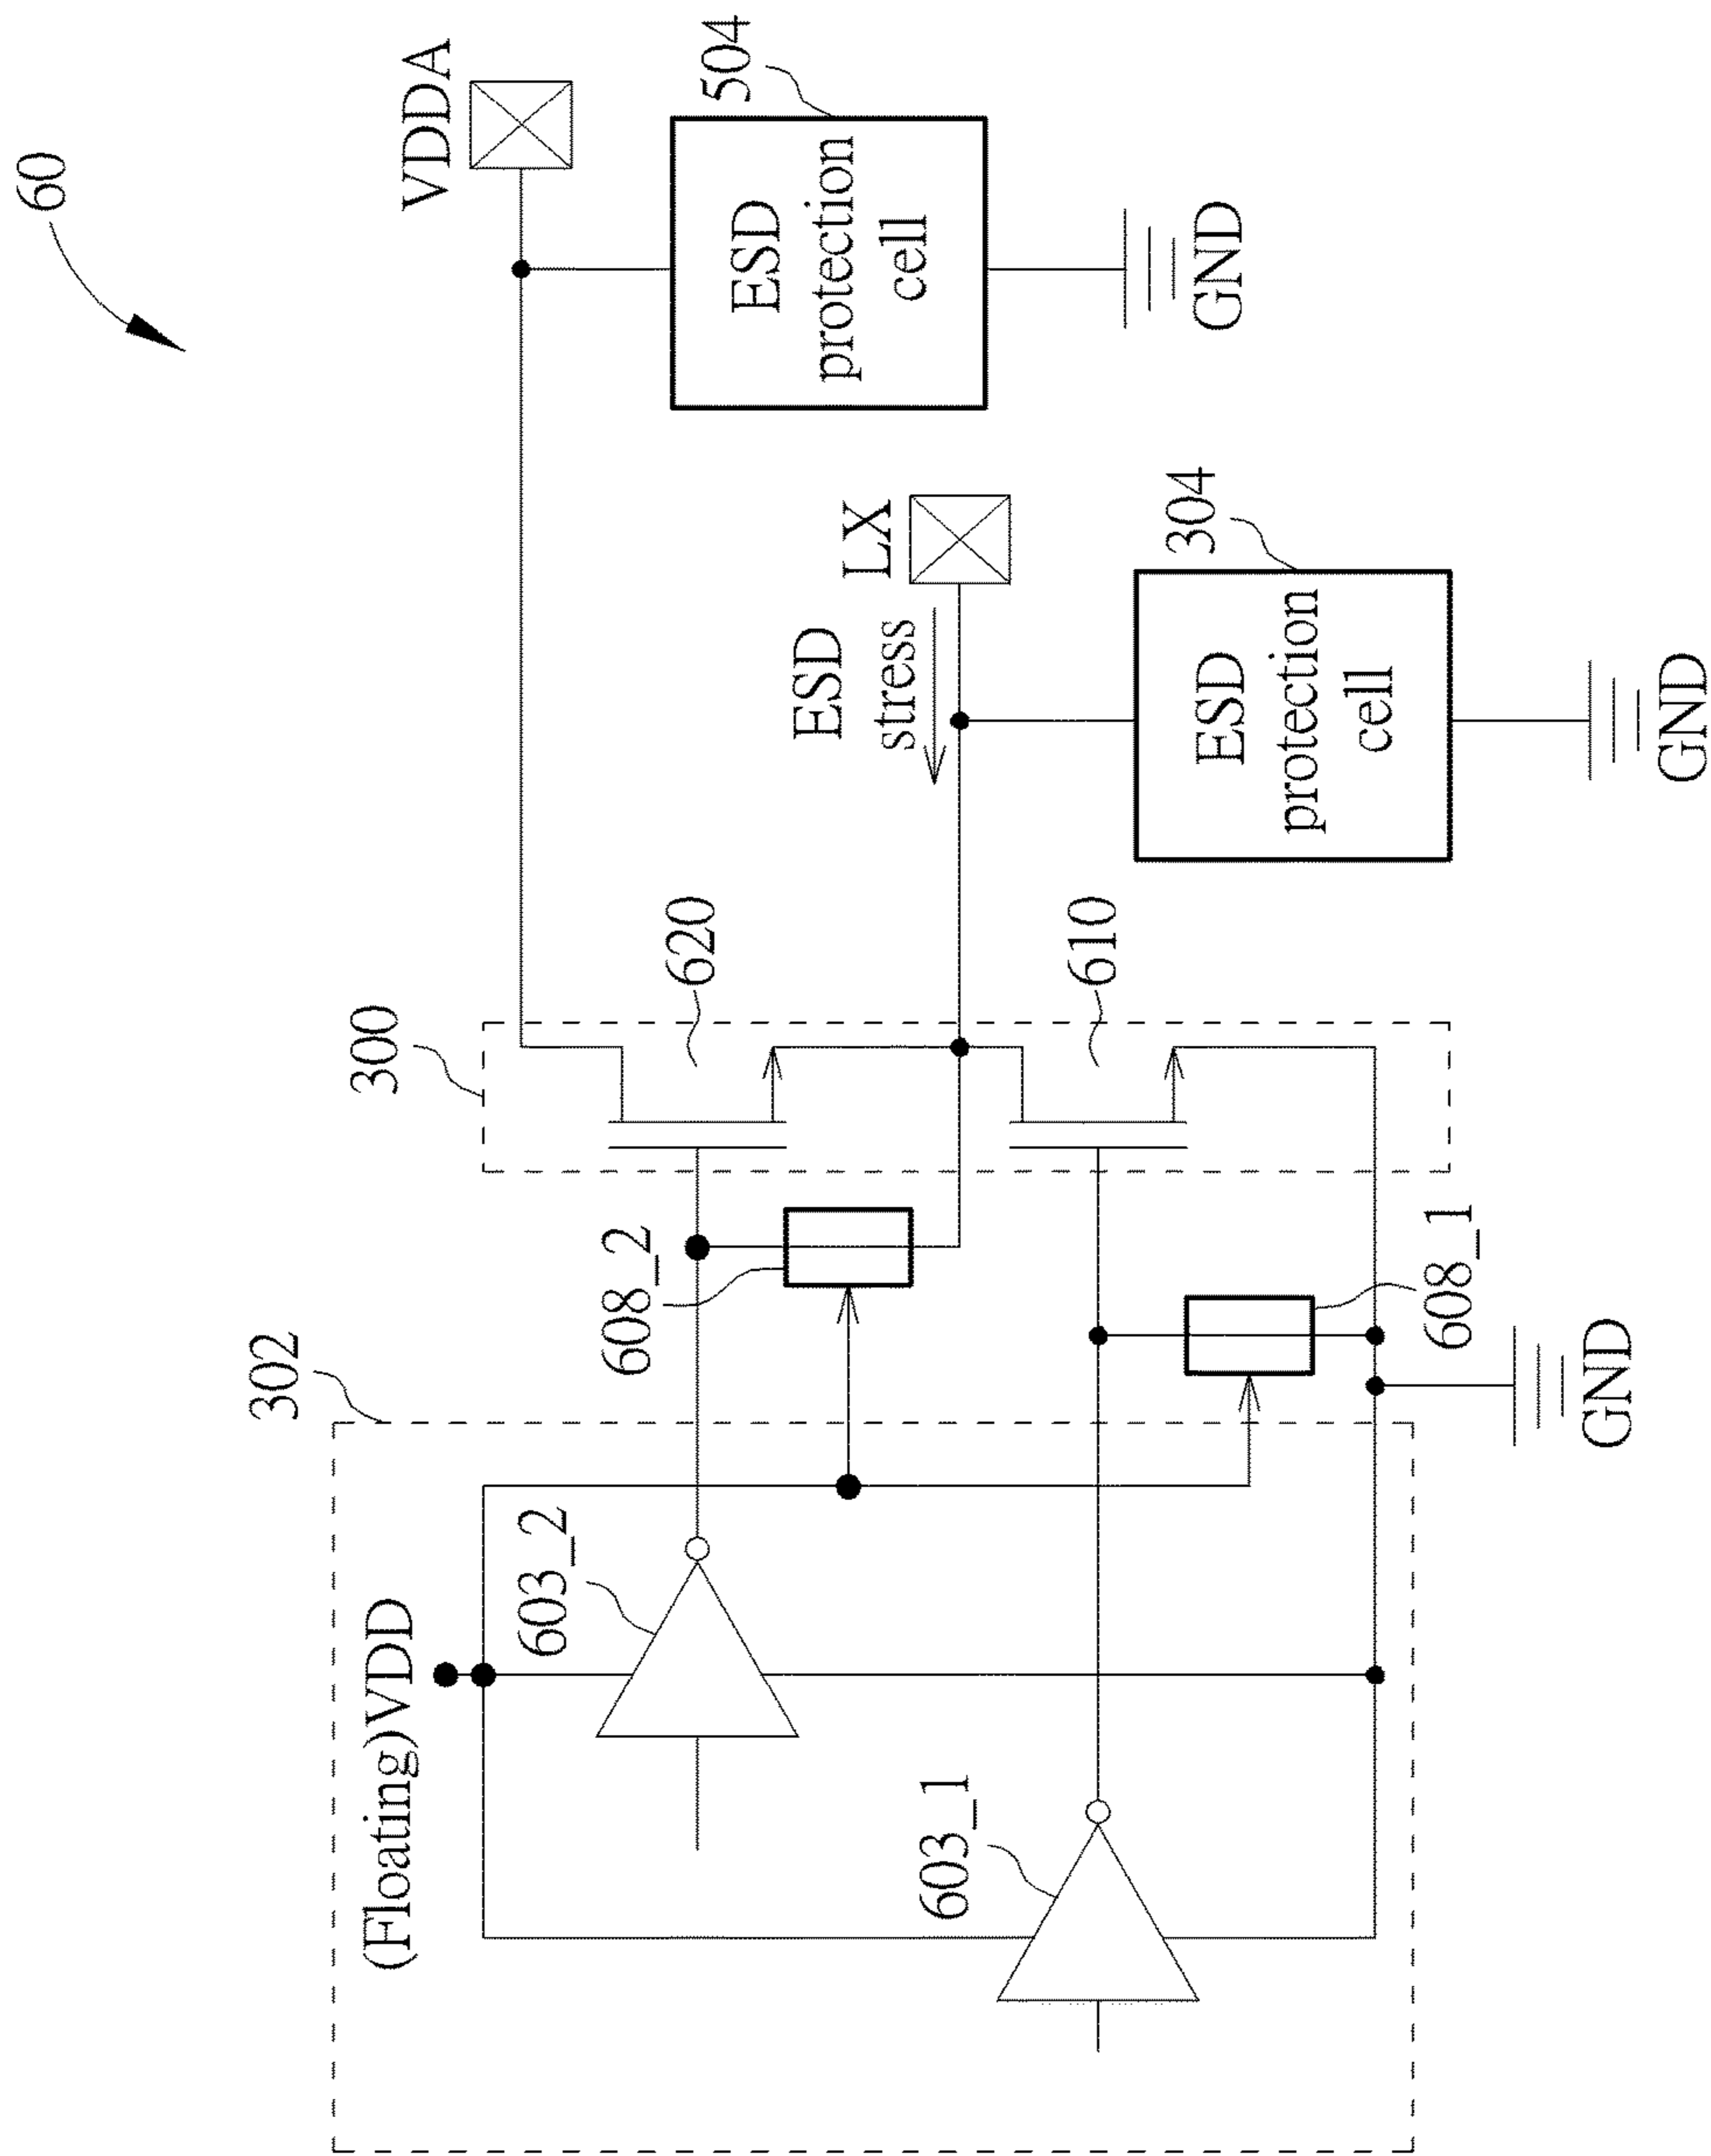 60
VDDA
504
ESD
protection
cell
GND
LX
ESD
stress
304
ESD
protection
cell
GND
300
620
610
302
608_2
608_1
GND
(Floating)VDD
603_2
603_1